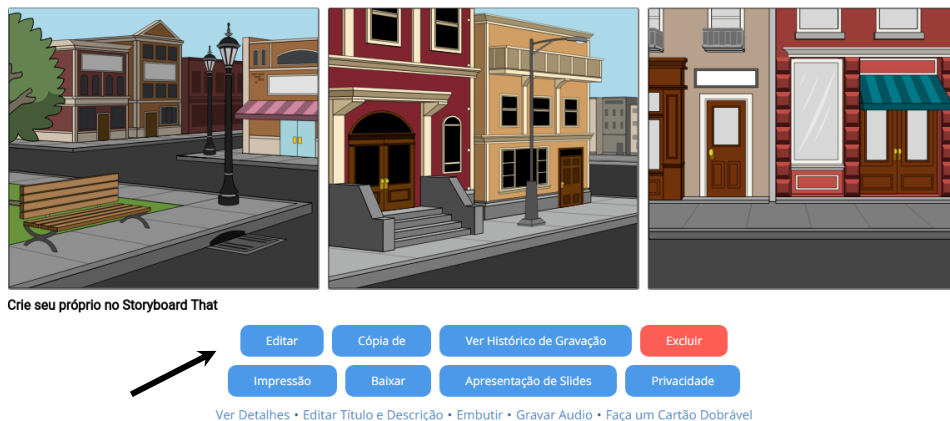 Crie seu próprio no Storyboard That
Editar Cópia de Ver Histórico de Gravação Excluir
Impressão Baixar Apresentação de Slides Privacidade
Ver Detalhes • Editar Título e Descrição • Embutir • Gravar Audio • Faça um Cartão Dobrável